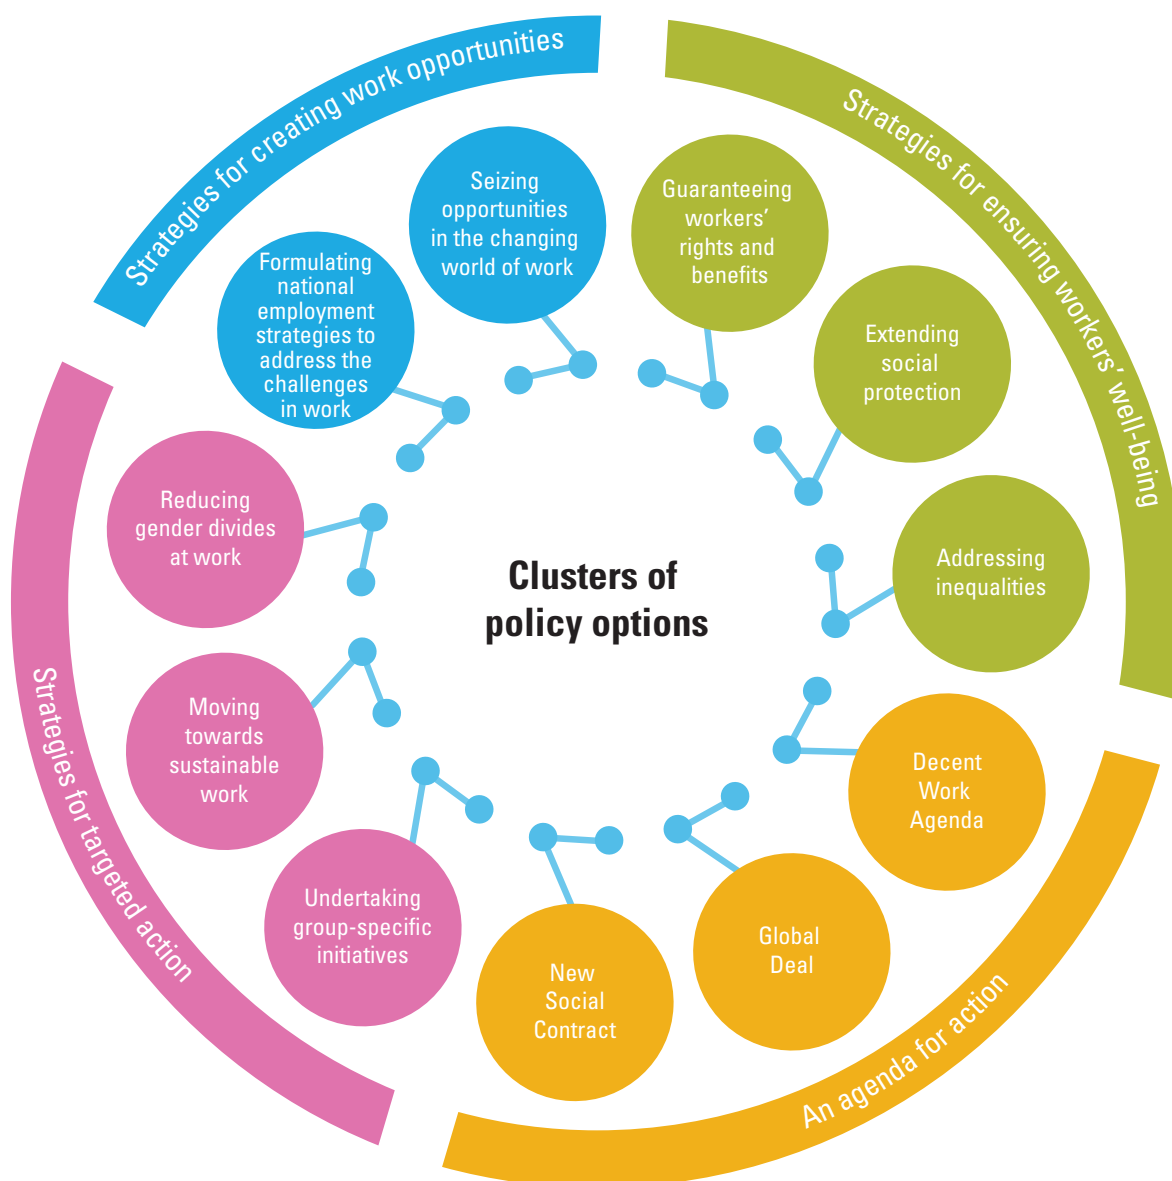 Strategies for creating work opportunities
Seizing
opportunities
in the changing
world of work
Formulating
national
employment
strategies to
address the
challenges
in work
Strategies for ensuring workers’ well-being
Guaranteeing
workers’
rights and
benefits
Extending
social
protection
Addressing
inequalities
Clusters of
policy options
Strategies for targeted action
Reducing
gender divides
at work
Moving
towards
sustainable
work
Undertaking
group-specific
initiatives
An agenda for action
Decent
Work
Agenda
Global
Deal
New
Social
Contract